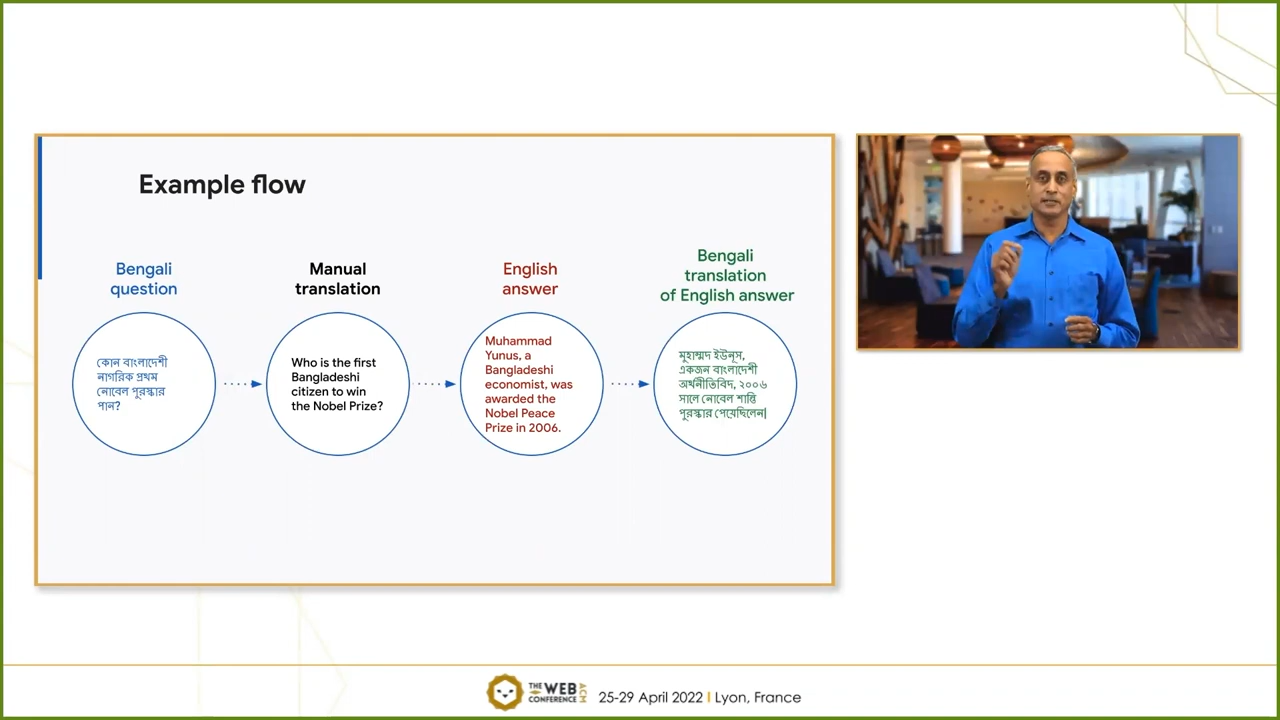 Example flow
Bengali
question
Manual
translation
English
answer
Bengali
translation
of English answer
কোন বাংলাদেশী
নাগরিক প্রথম
নোবেল পুরস্কার
পান?
Who is the first
Bangladeshi
citizen to win
the Nobel Prize?
Muhammad
Yunus, a
Bangladeshi
economist, was
awarded the
Nobel Peace
Prize in 2006.
মুহাম্মদ ইউনূস,
একজন বাংলাদেশী
অর্থনীতিবিদ, ২০০৬
সালে নোবেল শান্তি
পুরস্কার পেয়েছিলেন|
THE WEB
CONFERENCE
ACM
25-29 April 2022 I Lyon, France